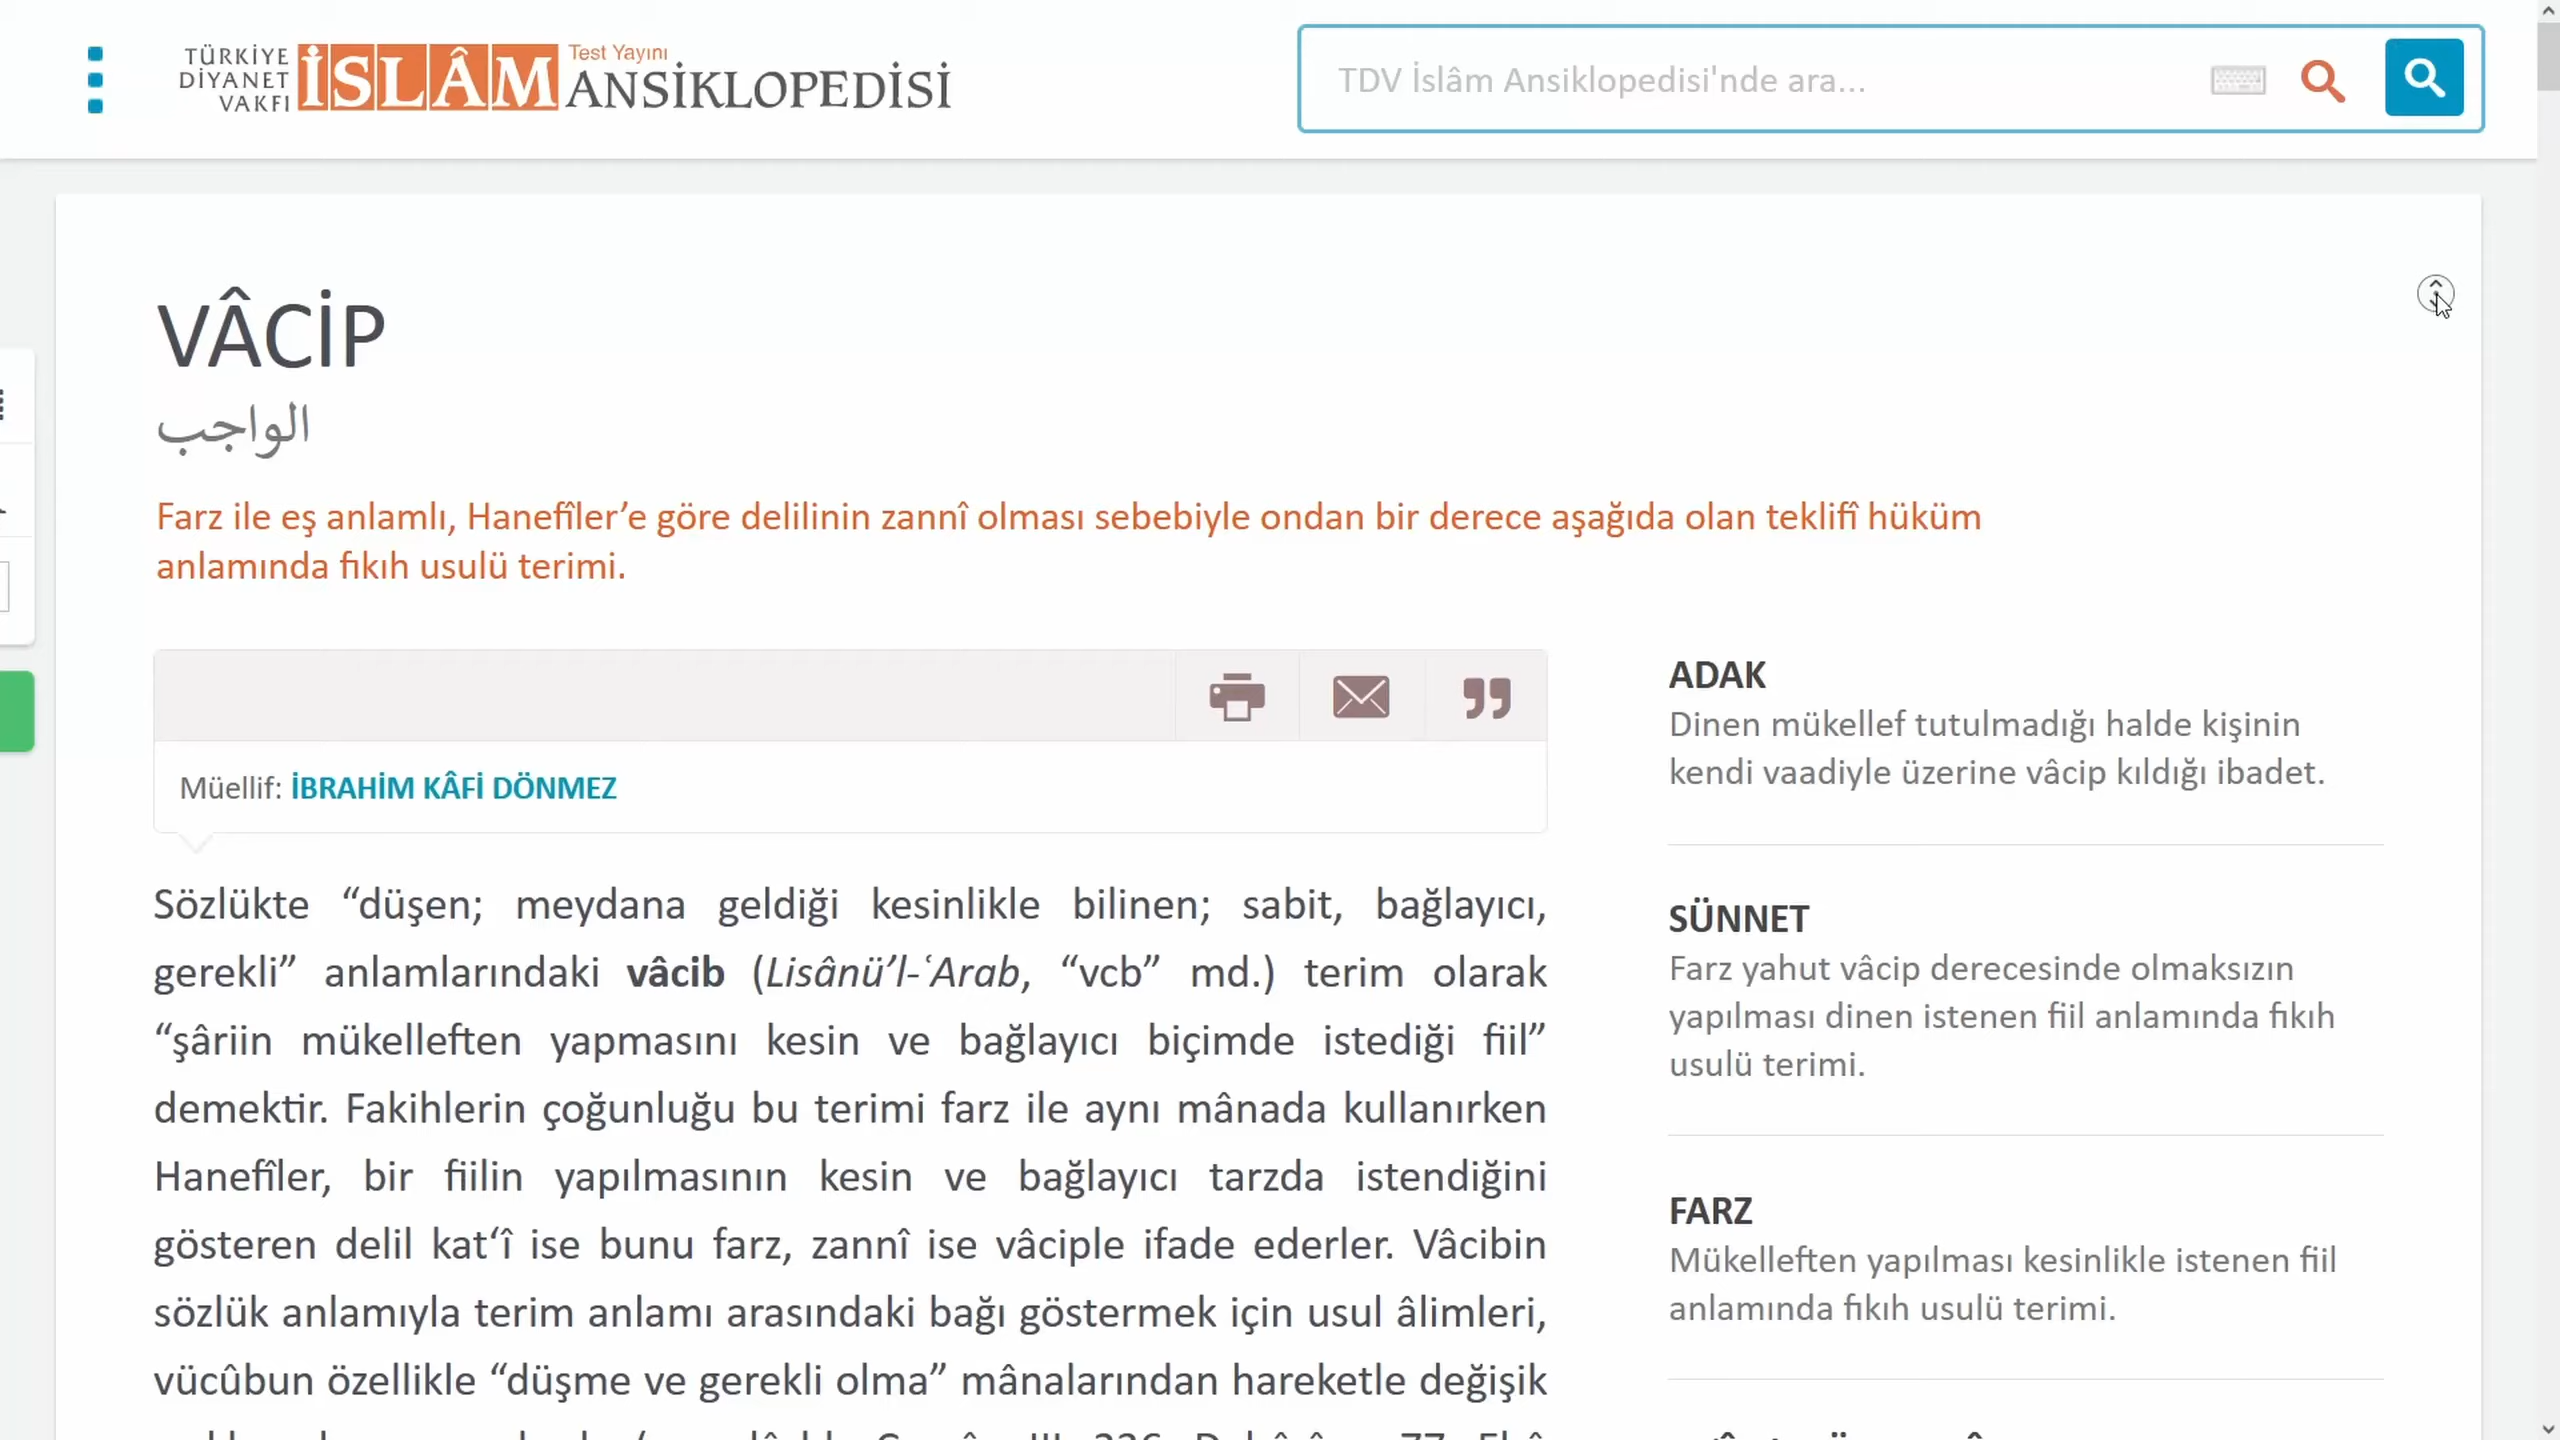 TÜRKİYE
DİYANET
VAKFI
İSLÂM
Test Yayını
ANSİKLOPEDİSİ
TDV İslâm Ansiklopedisi'nde ara...
VÂCİP
الواجب
Farz ile eş anlamlı, Hanefîler’e göre delilinin zannî olması sebebiyle ondan bir derece aşağıda olan teklifî hüküm
anlamında fıkıh usulü terimi.
Müellif: İBRAHİM KÂFİ DÖNMEZ
Sözlükte “düşen; meydana geldiği kesinlikle bilinen; sabit, bağlayıcı,
gerekli” anlamlarındaki vâcib (Lisânü’l-ʿArab, “vcb” md.) terim olarak
“şâriin mükelleften yapmasını kesin ve bağlayıcı biçimde istediği fiil”
demektir. Fakihlerin çoğunluğu bu terimi farz ile aynı mânada kullanırken
Hanefîler, bir fiilin yapılmasının kesin ve bağlayıcı tarzda istendiğini
gösteren delil kat‘î ise bunu farz, zannî ise vâciple ifade ederler. Vâcibin
sözlük anlamıyla terim anlamı arasındaki bağı göstermek için usul âlimleri,
vücûbun özellikle “düşme ve gerekli olma” mânalarından hareketle değişik
ADAK
Dinen mükellef tutulmadığı halde kişinin
kendi vaadiyle üzerine vâcip kıldığı ibadet.
SÜNNET
Farz yahut vâcip derecesinde olmaksızın
yapılması dinen istenen fiil anlamında fıkıh
usulü terimi.
FARZ
Mükelleften yapılması kesinlikle istenen fiil
anlamında fıkıh usulü terimi.